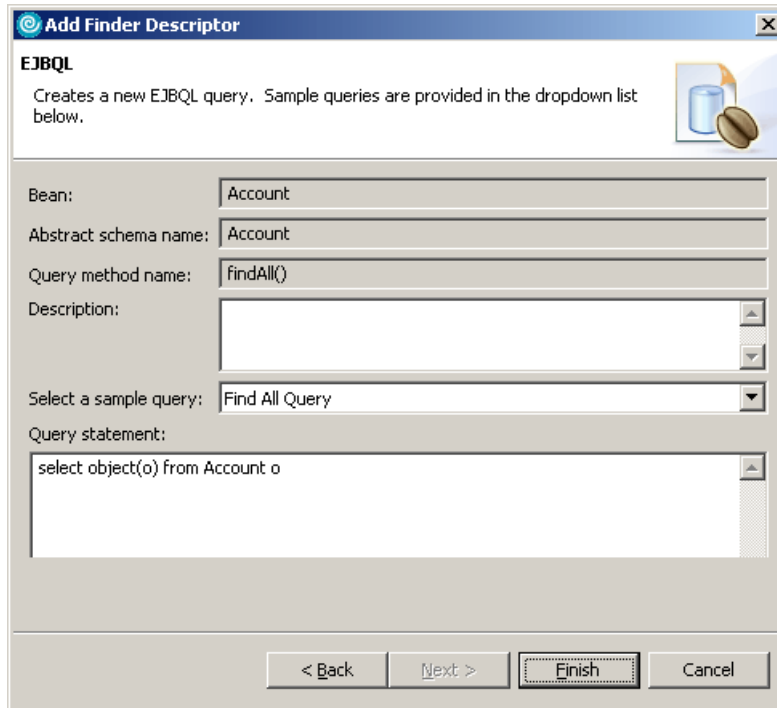 Add Finder Descriptor
EJBQL
Creates a new EJBQL query. Sample queries are provided in the dropdown list
below.
Bean: Account
Abstract schema name: Account
Query method name: findAll()
Description:
Select a sample query: Find All Query
Query statement:
select object(o) from Account o
< Back Next > Finish Cancel